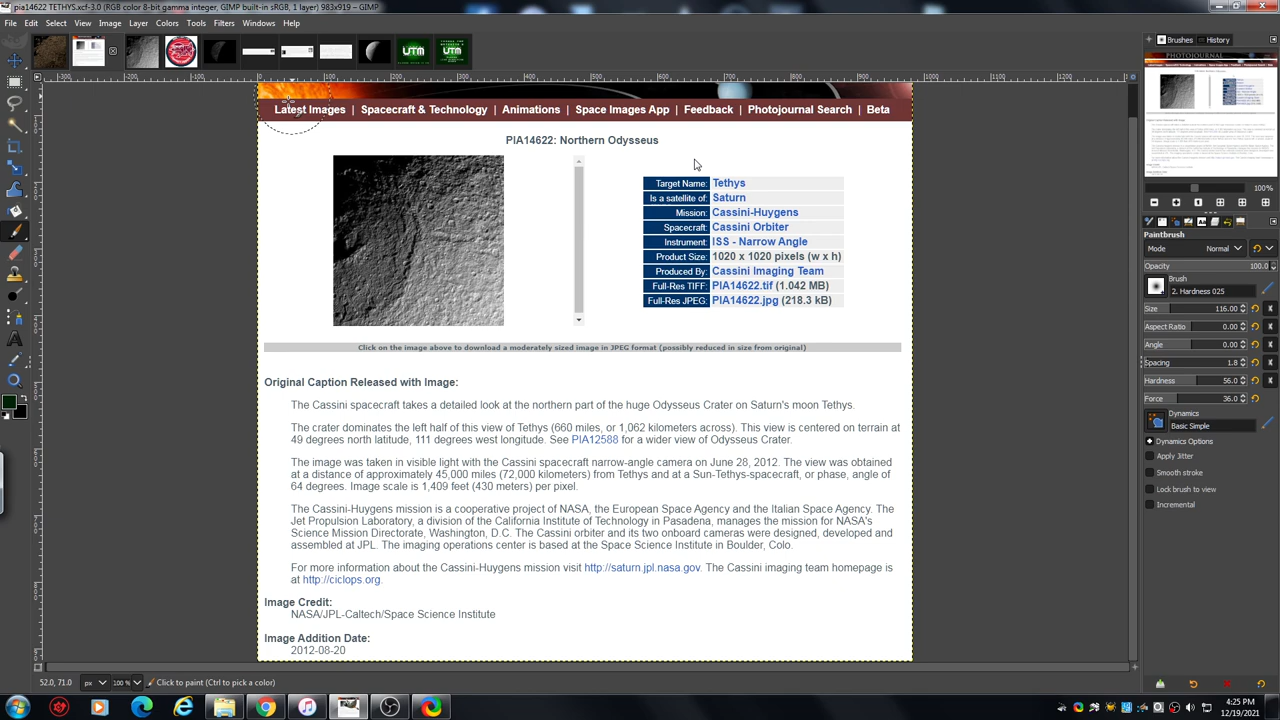 pia14622 TETHYS.xcf-3.0 (RGB color 8-bit gamma integer, GIMP built-in sRGB, 1 layer) 983x919 – GIMP
File Edit Select View Image Layer Colors Tools Filters Windows Help
UTM UTM
Brushes History
PHOTOJOURNAL
Latest Images | Spacecraft & Technology | Animations | Space Images App | Feedback | Photojournal Search | Beta
PIA14622: Northern Odysseus
Target Name: Tethys
Is a satellite of: Saturn
Mission: Cassini-Huygens
Spacecraft: Cassini Orbiter
Instrument: ISS - Narrow Angle
Product Size: 1020 x 1020 pixels (w x h)
Produced By: Cassini Imaging Team
Full-Res TIFF: PIA14622.tif (1.042 MB)
Full-Res JPEG: PIA14622.jpg (218.3 kB)
Click on the image above to download a moderately sized image in JPEG format (possibly reduced in size from original)
Original Caption Released with Image:
The Cassini spacecraft takes a detailed look at the northern part of the huge Odysseus Crater on Saturn's moon Tethys.
The crater dominates the left half of this view of Tethys (660 miles, or 1,062 kilometers across). This view is centered on terrain at
49 degrees north latitude, 111 degrees west longitude. See PIA12588 for a wider view of Odysseus Crater.
The image was taken in visible light with the Cassini spacecraft narrow-angle camera on June 28, 2012. The view was obtained
at a distance of approximately 45,000 miles (72,000 kilometers) from Tethys and at a Sun-Tethys-spacecraft, or phase, angle of
64 degrees. Image scale is 1,409 feet (430 meters) per pixel.
The Cassini-Huygens mission is a cooperative project of NASA, the European Space Agency and the Italian Space Agency. The
Jet Propulsion Laboratory, a division of the California Institute of Technology in Pasadena, manages the mission for NASA's
Science Mission Directorate, Washington, D.C. The Cassini orbiter and its two onboard cameras were designed, developed and
assembled at JPL. The imaging operations center is based at the Space Science Institute in Boulder, Colo.
For more information about the Cassini-Huygens mission visit http://saturn.jpl.nasa.gov. The Cassini imaging team homepage is
at http://ciclops.org.
Image Credit:
NASA/JPL-Caltech/Space Science Institute
Image Addition Date:
2012-08-20
100%
Paintbrush
Mode Normal
Opacity 100.0
Brush
2. Hardness 025
Size 116.00
Aspect Ratio 0.00
Angle 0.00
Spacing 1.8
Hardness 56.0
Force 36.0
Dynamics
Basic Simple
Dynamics Options
Apply Jitter
Smooth stroke
Lock brush to view
Incremental
52.0, 71.0 px 100 % Click to paint (Ctrl to pick a color)
4:25 PM
12/19/2021